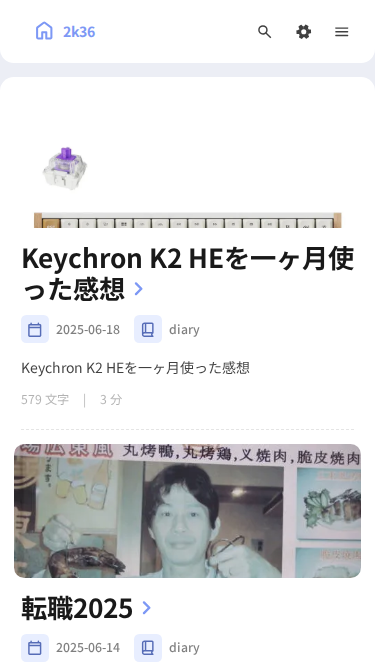 2k36
Keychron K2 HEを一ヶ月使
った感想
2025-06-18 diary
Keychron K2 HEを一ヶ月使った感想
579 文字 | 3 分
丸烤鴨,丸烤鶏,义焼肉,脆皮焼肉
転職2025
2025-06-14 diary